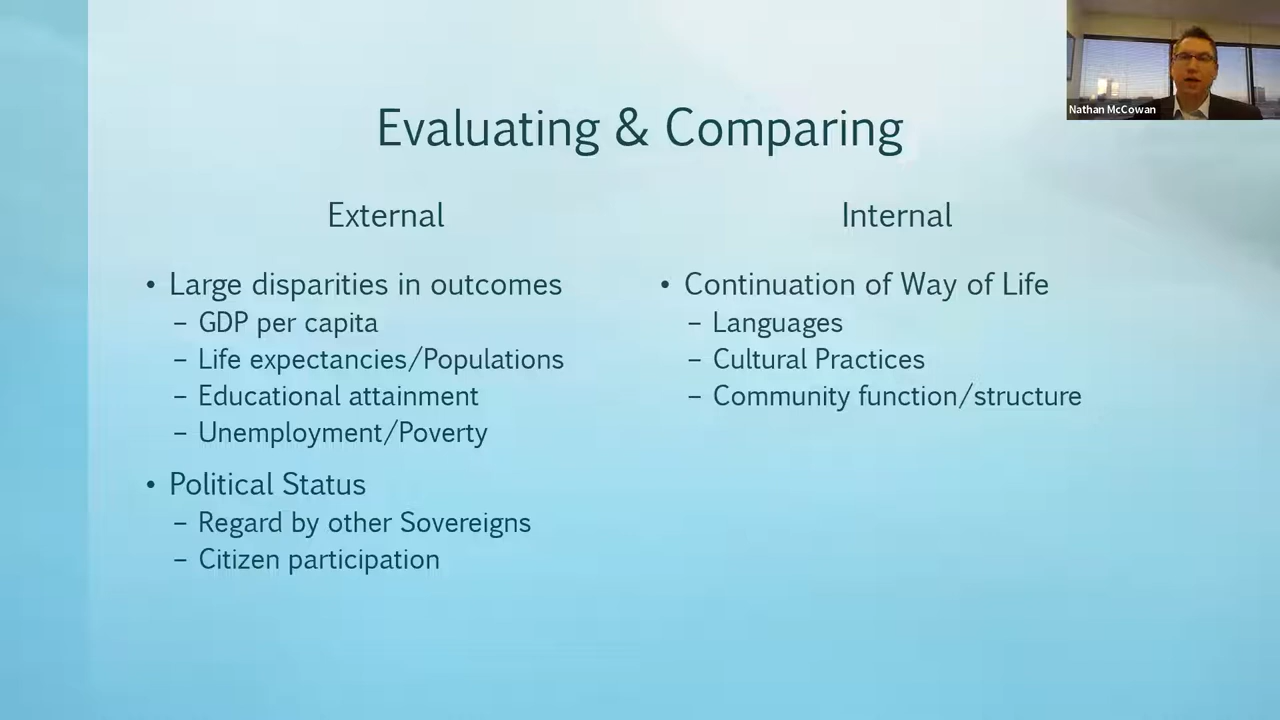 Nathan McCowan
Evaluating & Comparing
External
• Large disparities in outcomes
– GDP per capita
– Life expectancies/Populations
– Educational attainment
– Unemployment/Poverty
• Political Status
– Regard by other Sovereigns
– Citizen participation
Internal
• Continuation of Way of Life
– Languages
– Cultural Practices
– Community function/structure